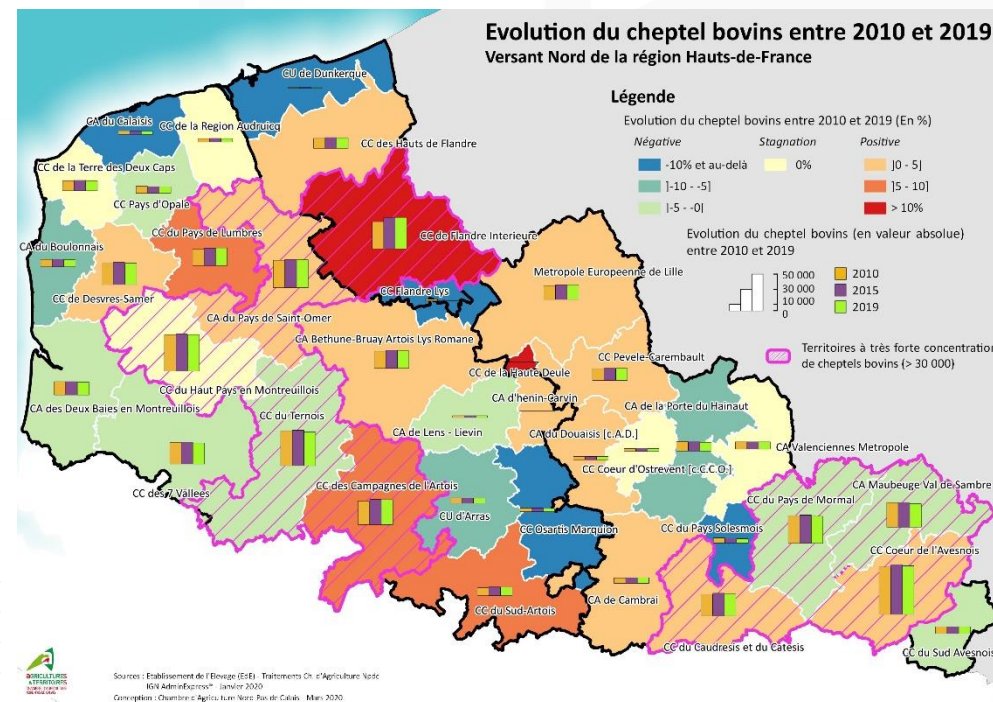 Evolution du cheptel bovins entre 2010 et 2019
Versant Nord de la région Hauts-de-France
Légende
Evolution du cheptel bovins entre 2010 et 2019 (En %)
Négative
Stagnation
Positive
-10% et au-delà
0%
]0 - 5]
]-10 - -5]
]5 - 10]
]-5 - -0[
> 10%
Evolution du cheptel bovins (en valeur absolue)
entre 2010 et 2019
50 000
30 000
10 000
0
2010
2015
2019
Territoires à très forte concentration
de cheptels bovins (> 30 000)
CU de Dunkerque
CA du Calaisis
CC de la Region Audruicq
CC des Hauts de Flandre
CC de la Terre des Deux Caps
CC Pays d'Opale
CC du Pays de Lumbres
CC de Flandre Interieure
CA du Boulonnais
Metropole Europeenne de Lille
CC Flandre Lys
CC de Desvres-Samer
CA du Pays de Saint-Omer
CA Bethune-Bruay Artois Lys Romane
CC Pevele-Carembault
CC de la Haute Deule
CC du Haut Pays en Montreuillois
CA d'henin-Carvin
CA des Deux Baies en Montreuillois
CC du Ternois
CA de la Porte du Hainaut
CA de Lens - Lievin
CA du Douaisis [c.A.D.]
CA Valenciennes Metropole
CC Coeur d'Ostrevent [c.C.C.O.]
CC des 7 Vallees
CC des Campagnes de l'Artois
CA Maubeuge Val de Sambre
CC du Pays de Mormal
CU d'Arras
CC Osartis Marquion
CC du Pays Solesmois
CC Coeur de l'Avesnois
CC du Sud-Artois
CA de Cambrai
CC du Caudresis et du Catesis
CC du Sud Avesnois
AGRICULTURES
&TERRITOIRES
Sources : Etablissement de l'Elevage (EdE) - Traitements Ch. d'Agriculture Npdc
IGN AdminExpress® - Janvier 2020
Conception : Chambre d'Agriculture Nord-Pas de Calais - Mars 2020